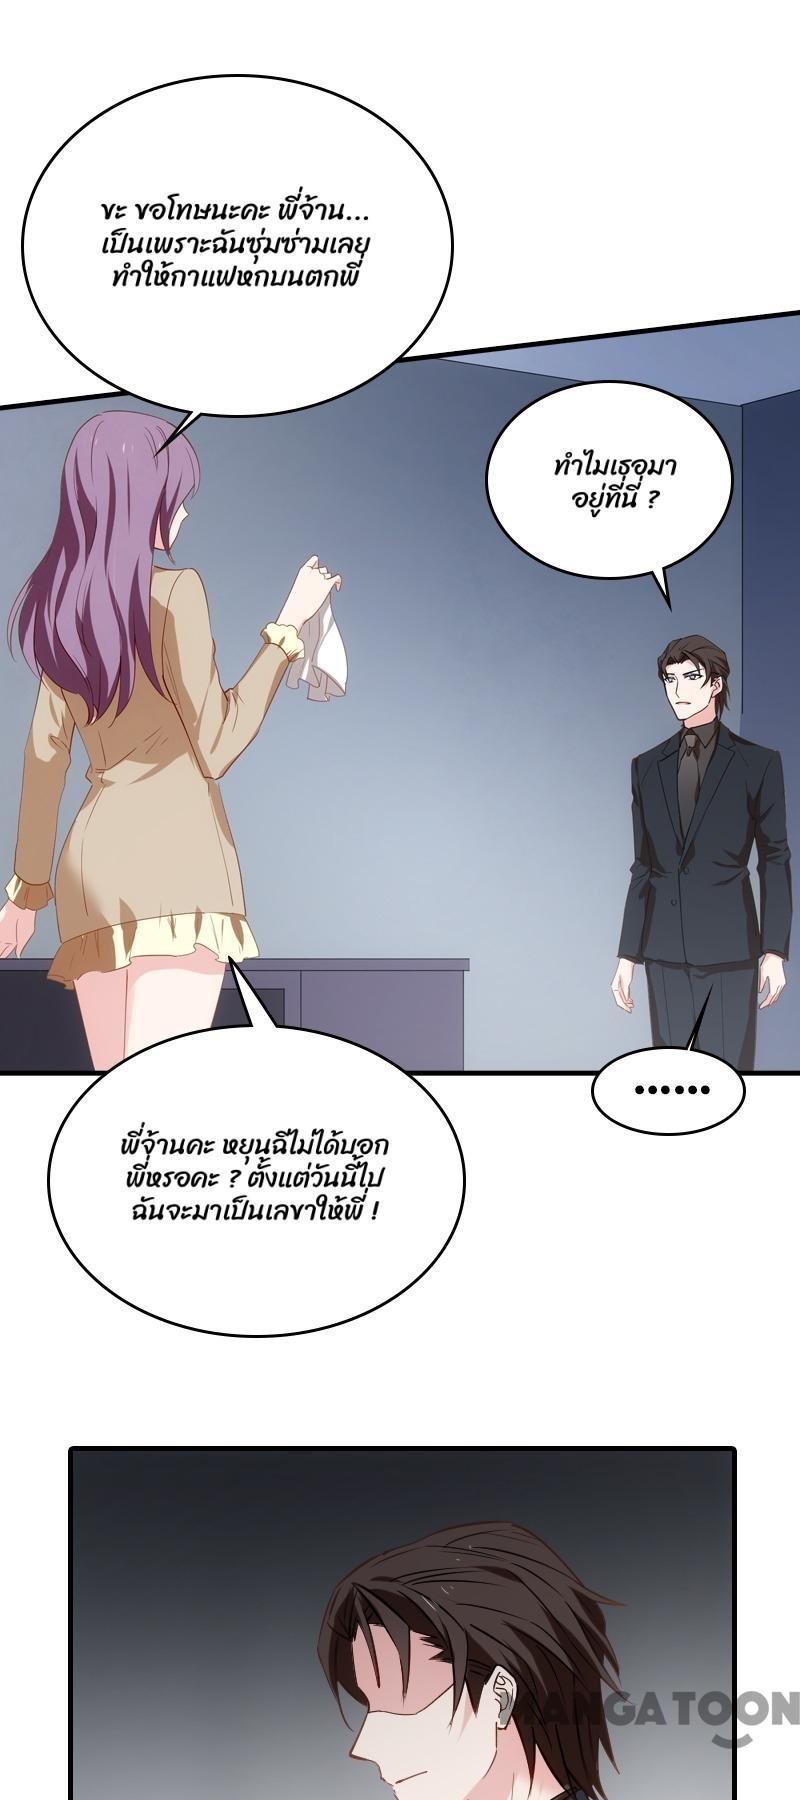 ขะ ขอโทษนะคะ พี่จ้าน...
เป็นเพราะฉันซุ่มซ่ามเลย
ทำให้กาแฟหกบนตกพี่
ทำไมเธอมา
อยู่ที่นี่ ?
......
พี่จ้านคะ หยุนฉีไม่ได้บอก
พี่หรอคะ ? ตั้งแต่วันนี้ไป
ฉันจะมาเป็นเลขาให้พี่ !
MANGATOON